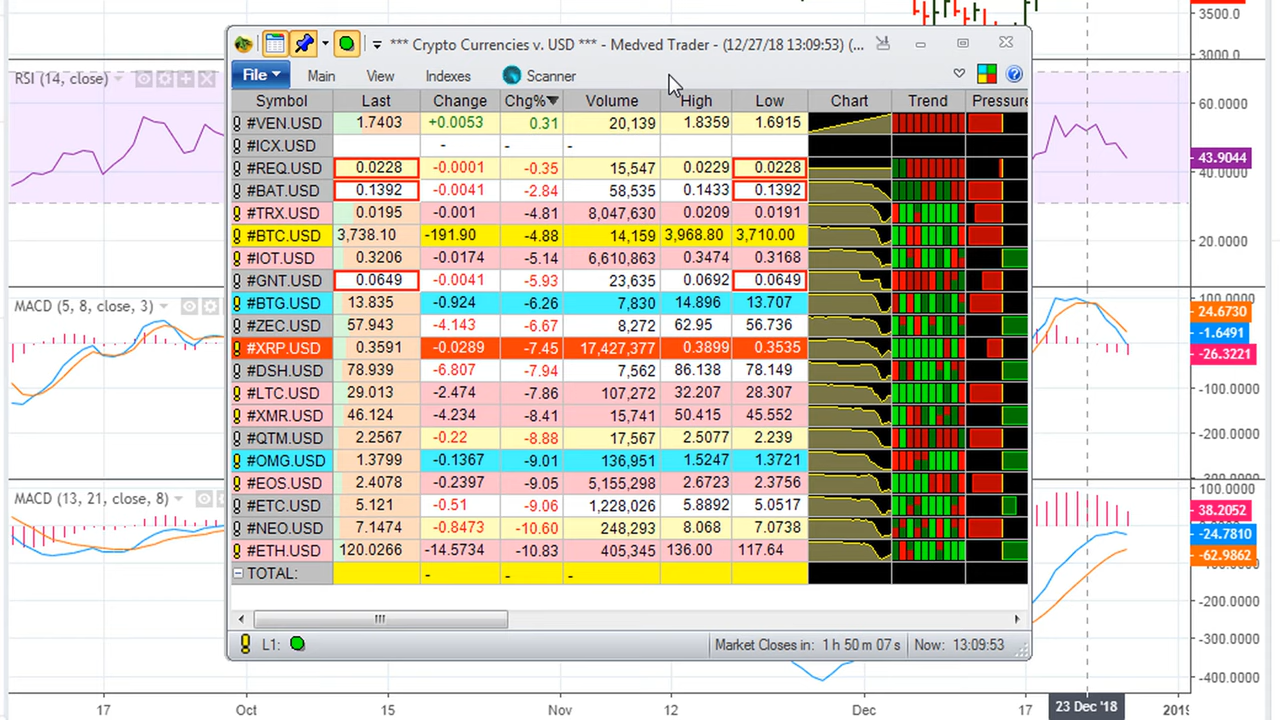 3500.0
*** Crypto Currencies v. USD *** - Medved Trader - (12/27/18 13:09:53) (...
3000.0
File Main View Indexes Scanner
RSI (14, close)
Symbol Last Change Chg% Volume High Low Chart Trend Pressure
60.0000
#VEN.USD 1.7403 +0.0053 0.31 20,139 1.8359 1.6915
#ICX.USD - - -
43.9044
#REQ.USD 0.0228 -0.0001 -0.35 15,547 0.0229 0.0228
40.0000
#BAT.USD 0.1392 -0.0041 -2.84 58,535 0.1433 0.1392
#TRX.USD 0.0195 -0.001 -4.81 8,047,630 0.0209 0.0191
#BTC.USD 3,738.10 -191.90 -4.88 14,159 3,968.80 3,710.00
20.0000
#IOT.USD 0.3206 -0.0174 -5.14 6,610,863 0.3474 0.3168
#GNT.USD 0.0649 -0.0041 -5.93 23,635 0.0692 0.0649
MACD (5, 8, close, 3)
#BTG.USD 13.835 -0.924 -6.26 7,830 14.896 13.707
100.0000
24.6730
#ZEC.USD 57.943 -4.143 -6.67 8,272 62.95 56.736
-1.6491
#XRP.USD 0.3591 -0.0289 -7.45 17,427,377 0.3899 0.3535
-26.3221
#DSH.USD 78.939 -6.807 -7.94 7,562 86.138 78.149
-100.0000
#LTC.USD 29.013 -2.474 -7.86 107,272 32.207 28.307
#XMR.USD 46.124 -4.234 -8.41 15,741 50.415 45.552
-200.0000
#QTM.USD 2.2567 -0.22 -8.88 17,567 2.5077 2.239
#OMG.USD 1.3799 -0.1367 -9.01 136,951 1.5247 1.3721
#EOS.USD 2.4078 -0.2397 -9.05 5,155,298 2.6723 2.3756
100.0000
MACD (13, 21, close, 8)
#ETC.USD 5.121 -0.51 -9.06 1,228,026 5.8892 5.0517
38.2052
#NEO.USD 7.1474 -0.8473 -10.60 248,293 8.068 7.0738
-24.7810
#ETH.USD 120.0266 -14.5734 -10.83 405,345 136.00 117.64
-62.9862
TOTAL: - - -
-200.0000
-300.0000
L1: Market Closes in: 1 h 50 m 07 s Now: 13:09:53
-400.0000
17 Oct 15 Nov 12 Dec 17 23 Dec '18 2019